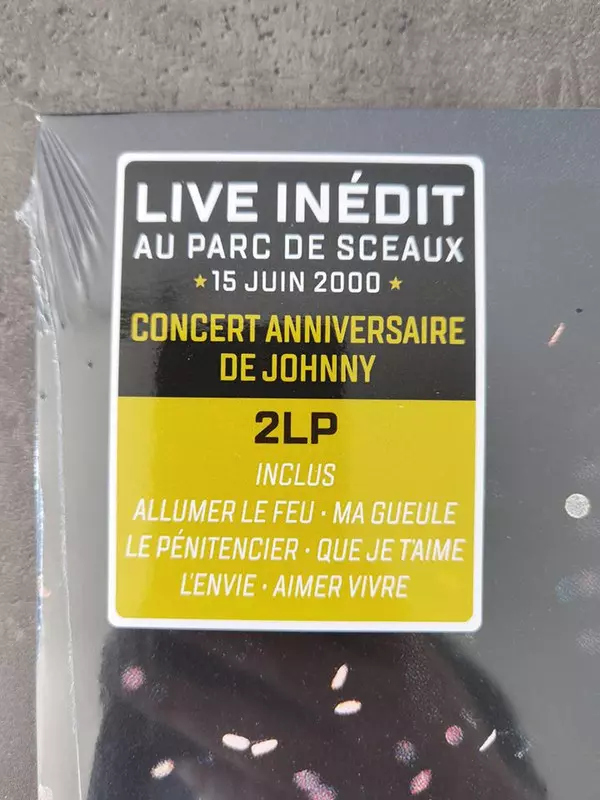 LIVE INÉDIT
AU PARC DE SCEAUX
★ 15 JUIN 2000 ★
CONCERT ANNIVERSAIRE
DE JOHNNY
2LP
INCLUS
ALLUMER LE FEU · MA GUEULE
LE PÉNITENCIER · QUE JE T'AIME
L'ENVIE · AIMER VIVRE